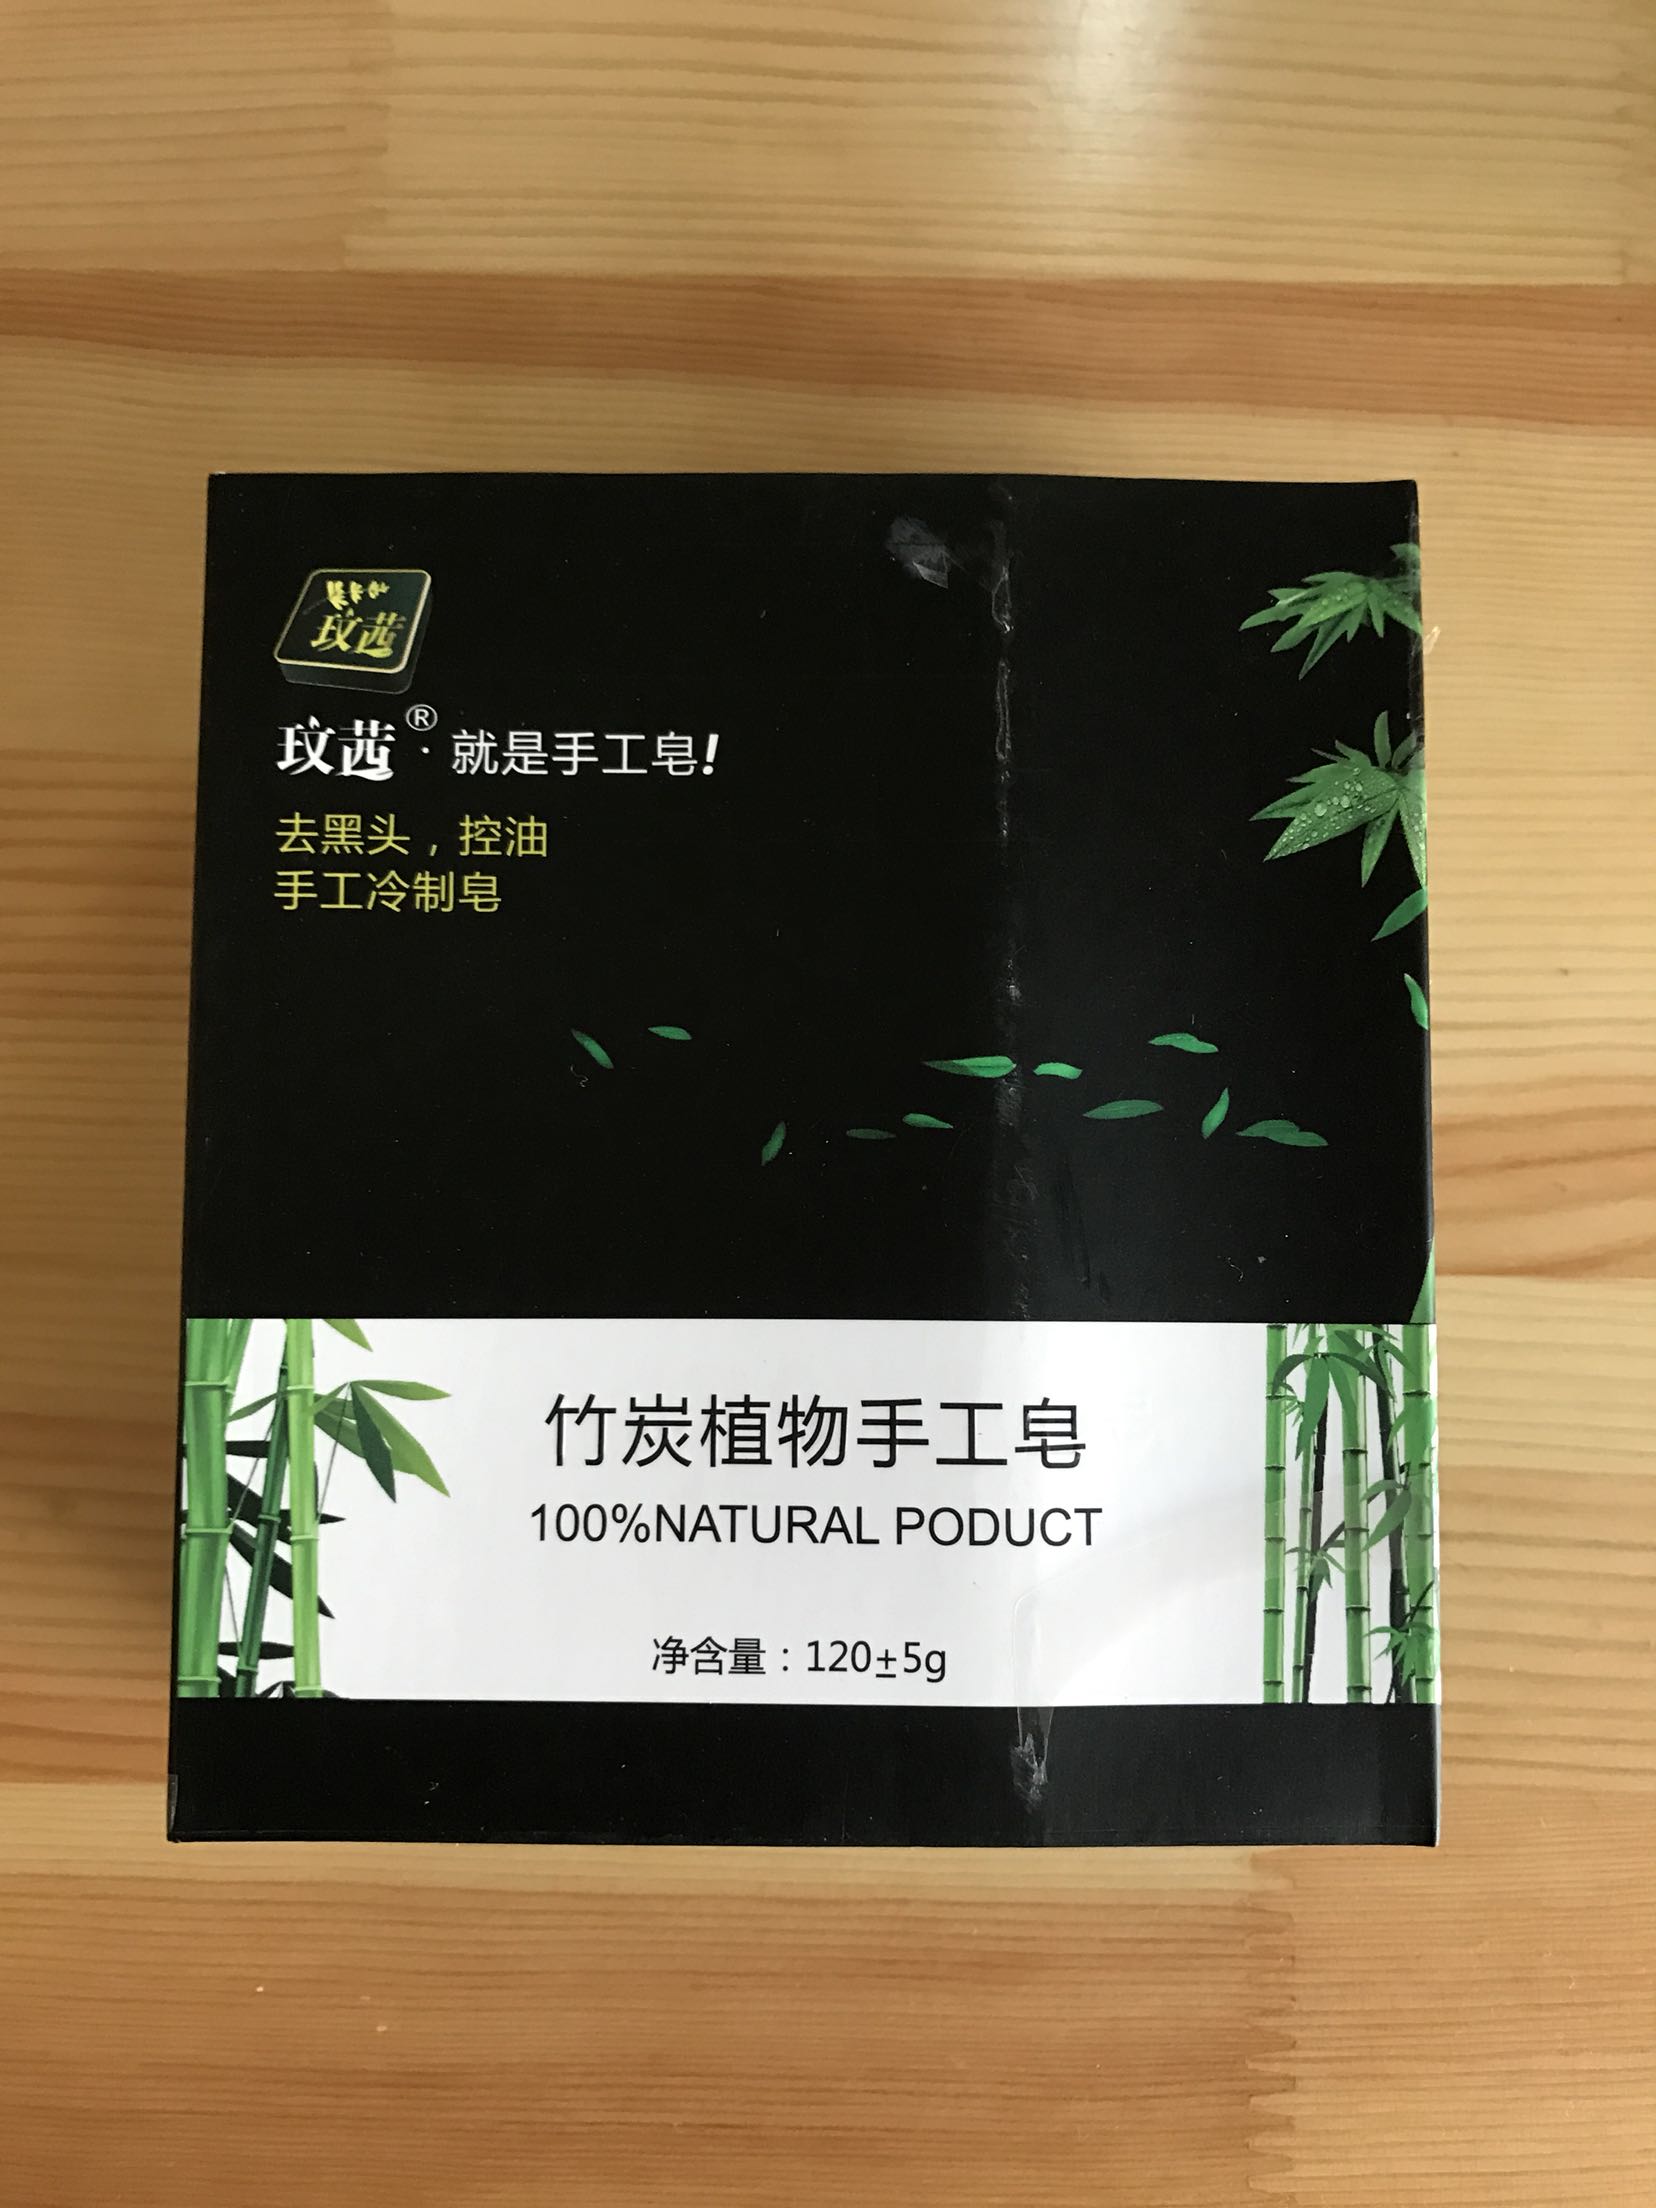 玟茜
玟茜®·就是手工皂!
去黑头，控油
手工冷制皂
竹炭植物手工皂
100%NATURAL PODUCT
净含量：120±5g